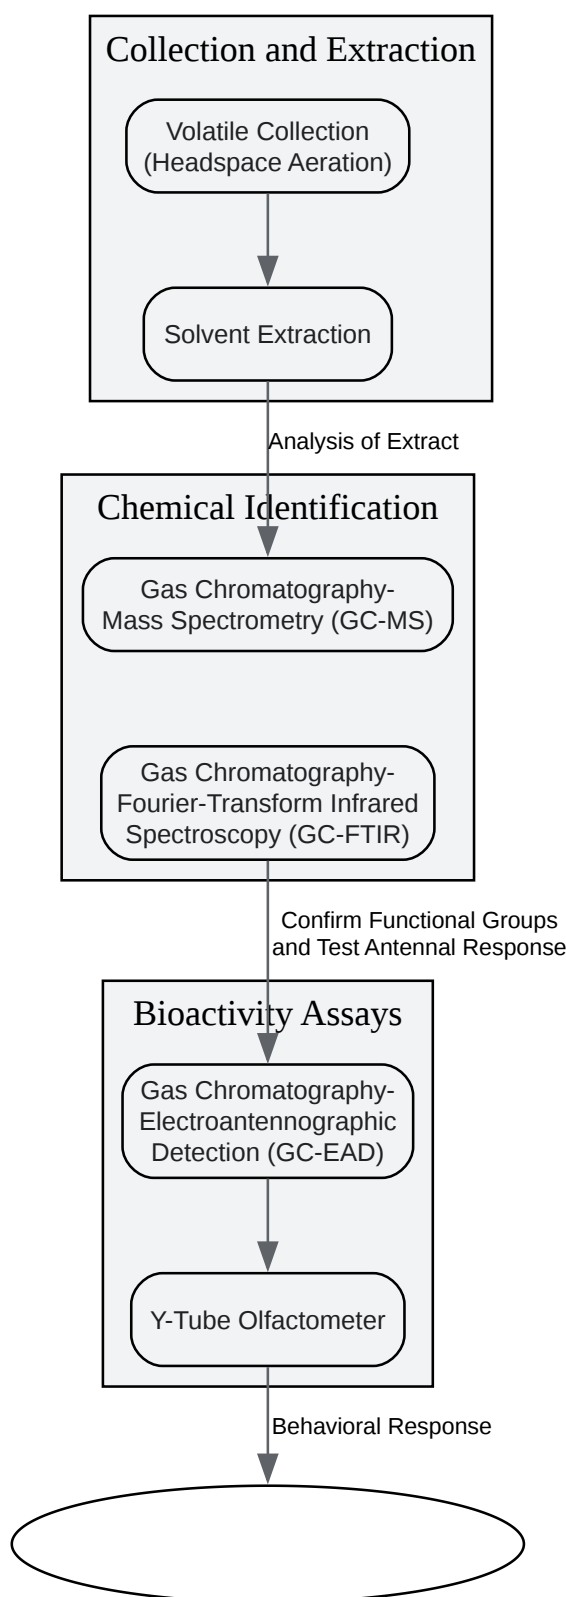 Collection and Extraction
Volatile Collection
(Headspace Aeration)
Solvent Extraction
Analysis of Extract
Chemical Identification
Gas Chromatography-
Mass Spectrometry (GC-MS)
Gas Chromatography-
Fourier-Transform Infrared
Spectroscopy (GC-FTIR)
Confirm Functional Groups
and Test Antennal Response
Bioactivity Assays
Gas Chromatography-
Electroantennographic
Detection (GC-EAD)
Y-Tube Olfactometer
Behavioral Response